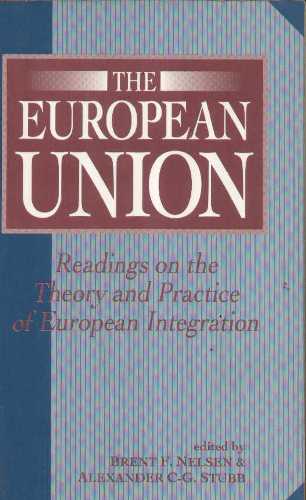 THE
EUROPEAN
UNION
Readings on the
Theory and Practice
of European Integration
edited by
BRENT F. NELSEN &
ALEXANDER C-G. STUBB